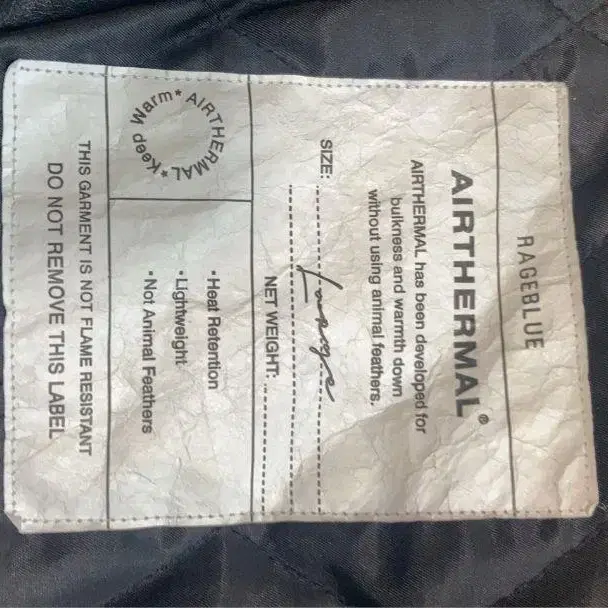 RAGEBLUE
AIRTHERMAL®
AIRTHERMAL has been developed for
bulkness and warmth down
without using animal feathers.
SIZE: Large
NET WEIGHT:
AIRTHERMAL * Keep Warm *
• Heat Retention
• Lightweight
• Not Animal Feathers
THIS GARMENT IS NOT FLAME RESISTANT
DO NOT REMOVE THIS LABEL